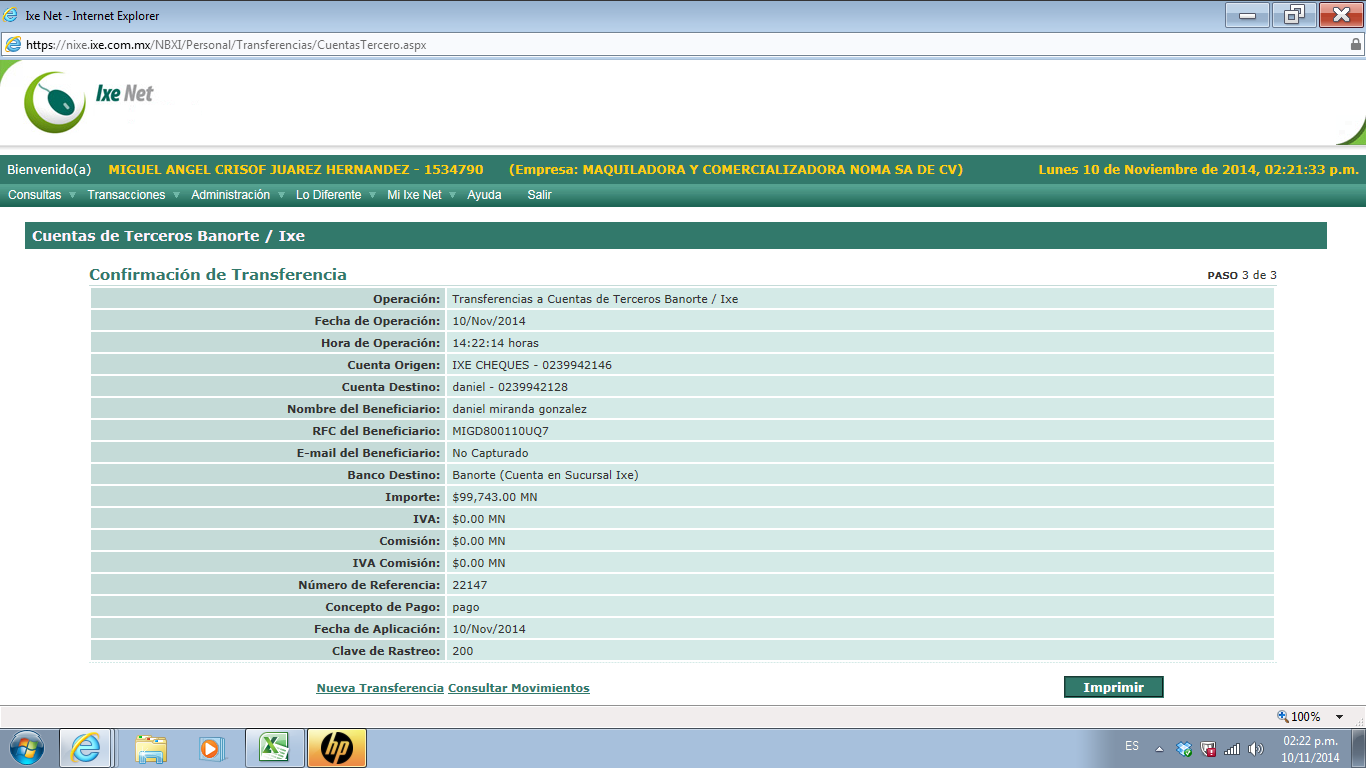 Ixe Net - Internet Explorer
https://nixe.ixe.com.mx/NBXI/Personal/Transferencias/CuentasTercero.aspx
Ixe Net
Bienvenido(a) MIGUEL ANGEL CRISOF JUAREZ HERNANDEZ - 1534790 (Empresa: MAQUILADORA Y COMERCIALIZADORA NOMA SA DE CV) Lunes 10 de Noviembre de 2014, 02:21:33 p.m.
Consultas Transacciones Administración Lo Diferente Mi Ixe Net Ayuda Salir
Cuentas de Terceros Banorte / Ixe
Confirmación de Transferencia PASO 3 de 3
Operación: Transferencias a Cuentas de Terceros Banorte / Ixe
Fecha de Operación: 10/Nov/2014
Hora de Operación: 14:22:14 horas
Cuenta Origen: IXE CHEQUES - 0239942146
Cuenta Destino: daniel - 0239942128
Nombre del Beneficiario: daniel miranda gonzalez
RFC del Beneficiario: MIGD800110UQ7
E-mail del Beneficiario: No Capturado
Banco Destino: Banorte (Cuenta en Sucursal Ixe)
Importe: $99,743.00 MN
IVA: $0.00 MN
Comisión: $0.00 MN
IVA Comisión: $0.00 MN
Número de Referencia: 22147
Concepto de Pago: pago
Fecha de Aplicación: 10/Nov/2014
Clave de Rastreo: 200
Nueva Transferencia Consultar Movimientos Imprimir
100%
hp ES 02:22 p.m.
10/11/2014